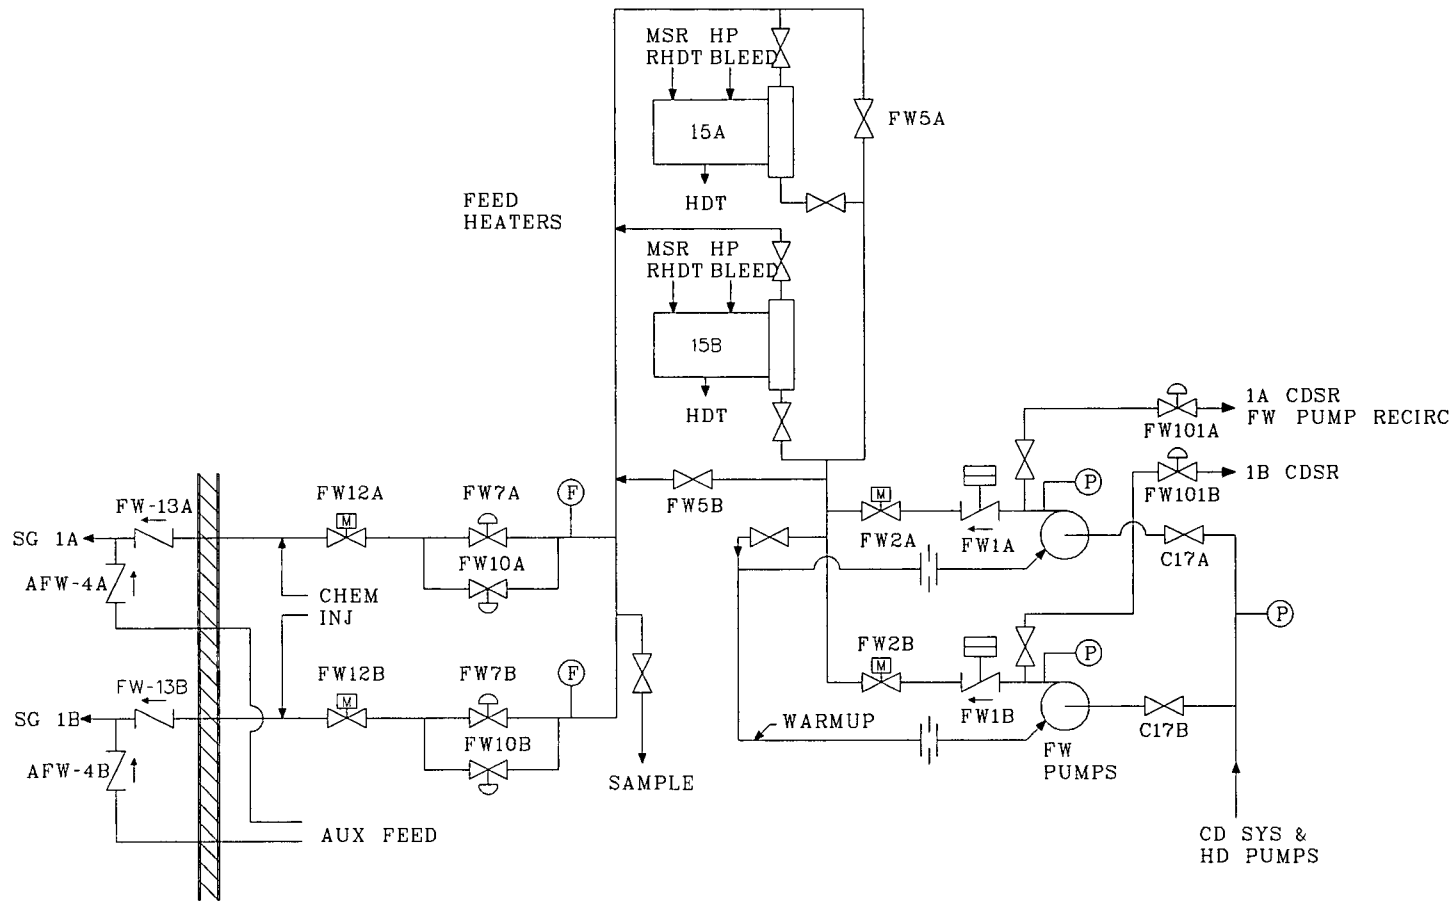 MSR HP
RHDT BLEED
15A
FW5A
HDT
FEED
HEATERS
MSR HP
RHDT BLEED
15B
HDT
1A CDSR
FW PUMP RECIRC
FW101A
1B CDSR
FW101B
FW5B
P
FW-13A
FW12A
M
FW7A
F
M
FW2A
FW1A
SG 1A
FW10A
C17A
AFW-4A
CHEM
INJ
P
FW-13B
FW12B
M
FW7B
F
FW2B
M
P
SG 1B
FW10B
FW1B
WARMUP
C17B
AFW-4B
FW
PUMPS
SAMPLE
AUX FEED
CD SYS &
HD PUMPS